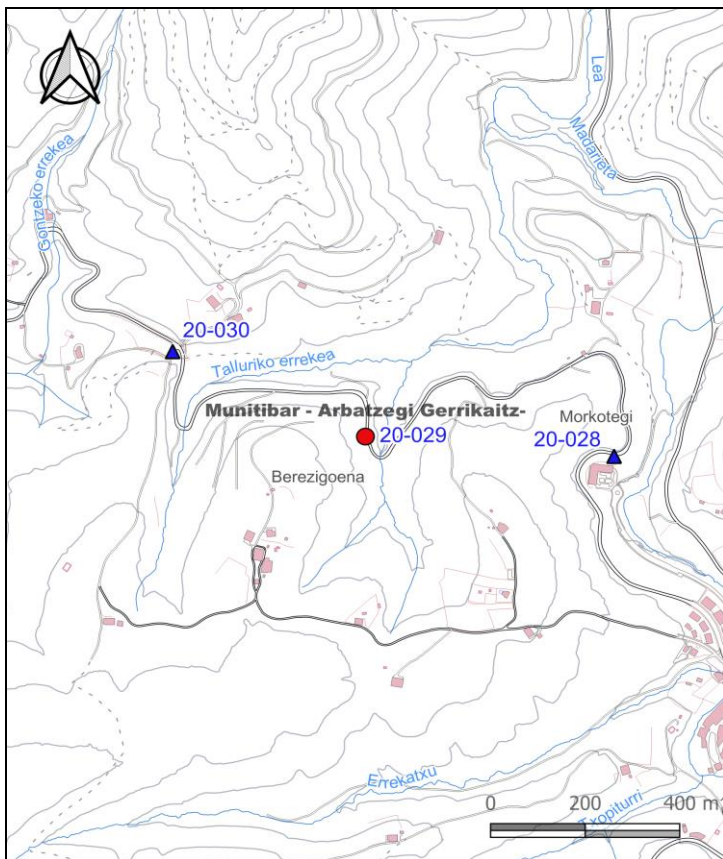 Lea
Madarieta
Gontzeko errekea
20-030
Talluriko errekea
Munitibar - Arbatzegi Gerrikaitz-
Morkotegi
20-029
20-028
Berezigoena
Errekatxu
Txopiturri
0 200 400 m